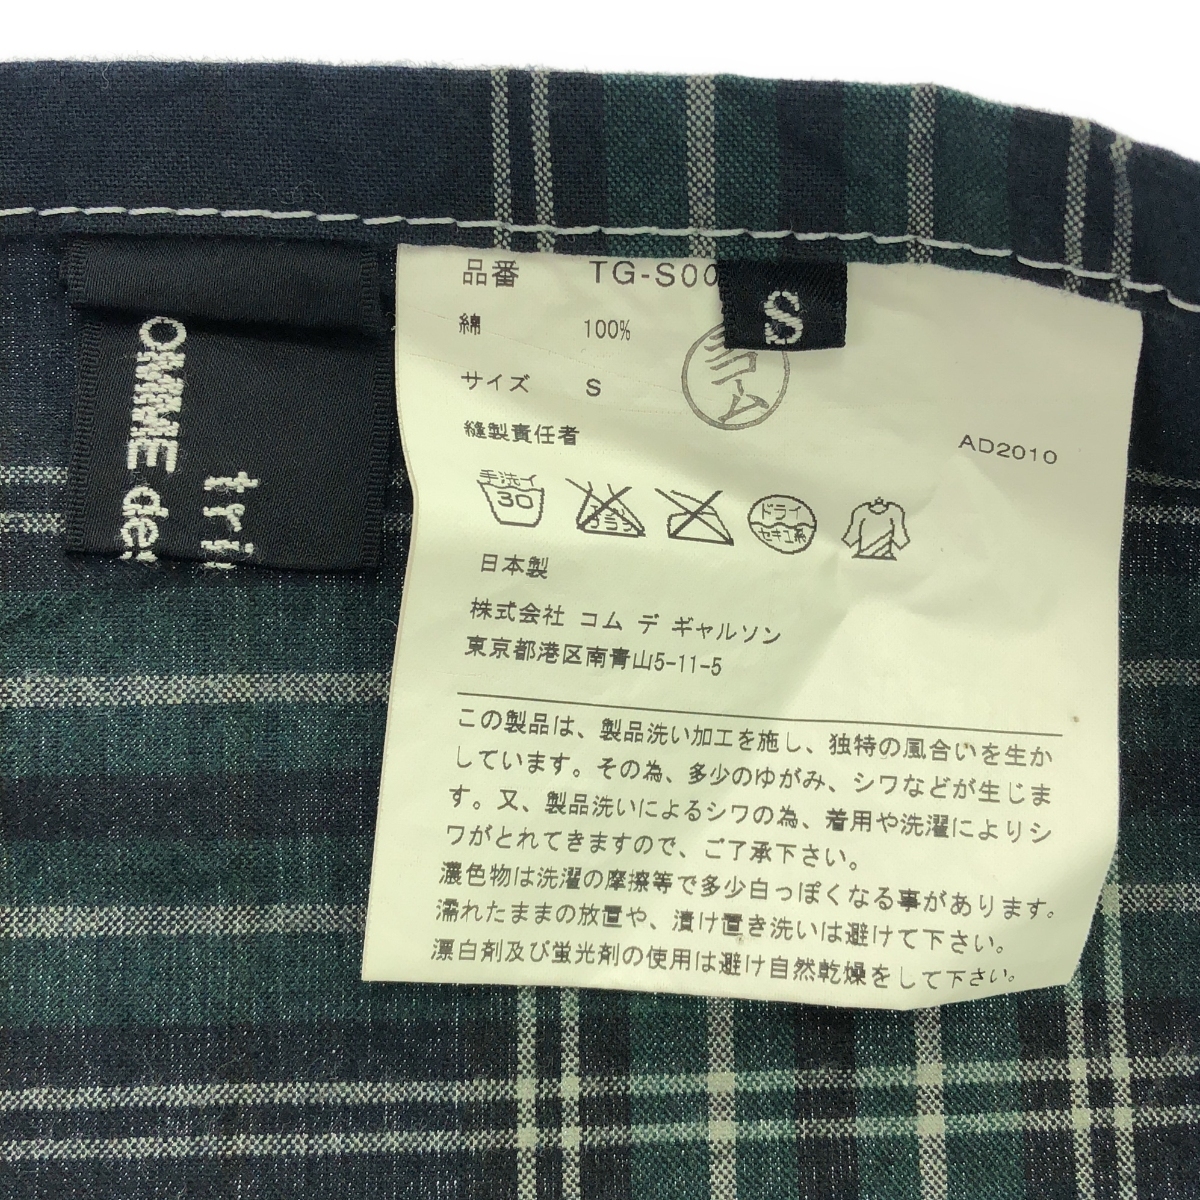 OMME de
tri
品番 TG-S00
S
綿 100%
コム
サイズ S
縫製責任者
AD2010
手洗イ
30
ドライ
セキユ系
日本製
株式会社 コム デ ギャルソン
東京都港区南青山5-11-5
この製品は、製品洗い加工を施し、独特の風合いを生か
しています。その為、多少のゆがみ、シワなどが生じま
す。又、製品洗いによるシワの為、着用や洗濯によりシ
ワがとれてきますので、ご了承下さい。
濃色物は洗濯の摩擦等で多少白っぽくなる事があります。
濡れたままの放置や、漬け置き洗いは避けて下さい。
漂白剤及び蛍光剤の使用は避け自然乾燥をして下さい。